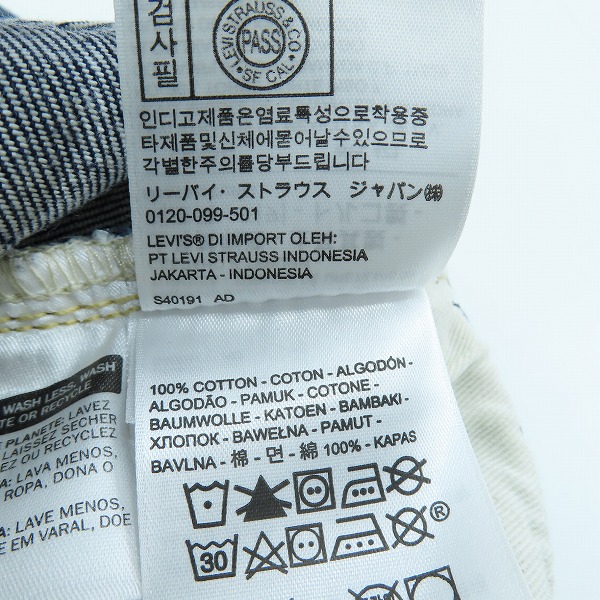 검사필
LEVI STRAUSS & CO
PASS
SF CAL
인디고제품은염료특성으로착용중
타제품및신체에묻어날수있으므로
각별한주의를당부드립니다.
リーバイ・ストラウス ジャパン㈱
0120-099-501
LEVI'S® DI IMPORT OLEH:
PT LEVI STRAUSS INDONESIA
JAKARTA - INDONESIA
S40191 AD
100% COTTON - COTON - ALGODÓN -
ALGODÃO - PAMUK - COTONE -
BAUMWOLLE - KATOEN - BAMBAKI -
ХЛОПОК - BAWEŁNA - PAMUT -
BAVLNA - 棉 - 면 - 綿 100% - KAPAS
30
WASH LESS, WASH
TE OR RECYCLE
PLANETE: LAVEZ
LAISSEZ SECHER
EZ OU RECYCLEZ
A: LAVA MENOS,
ROPA, DONA O
A: LAVE MENOS,
E EM VARAL, DOE